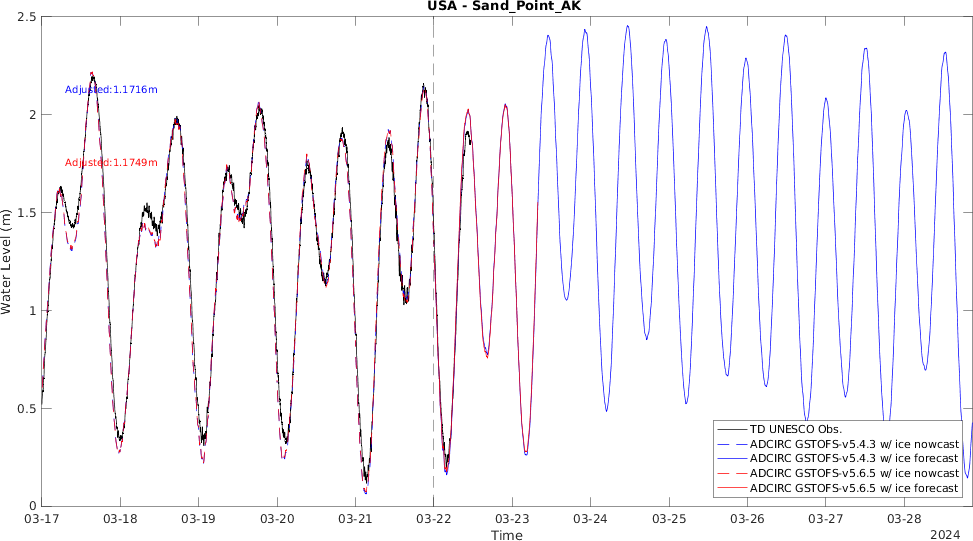 USA - Sand_Point_AK
2.5
2
1.5
1
0.5
0
Water Level (m)
Adjusted:1.1716m
Adjusted:1.1749m
TD UNESCO Obs.
ADCIRC GSTOFS-v5.4.3 w/ ice nowcast
ADCIRC GSTOFS-v5.4.3 w/ ice forecast
ADCIRC GSTOFS-v5.6.5 w/ ice nowcast
ADCIRC GSTOFS-v5.6.5 w/ ice forecast
03-17 03-18 03-19 03-20 03-21 03-22 03-23 03-24 03-25 03-26 03-27 03-28
Time
2024